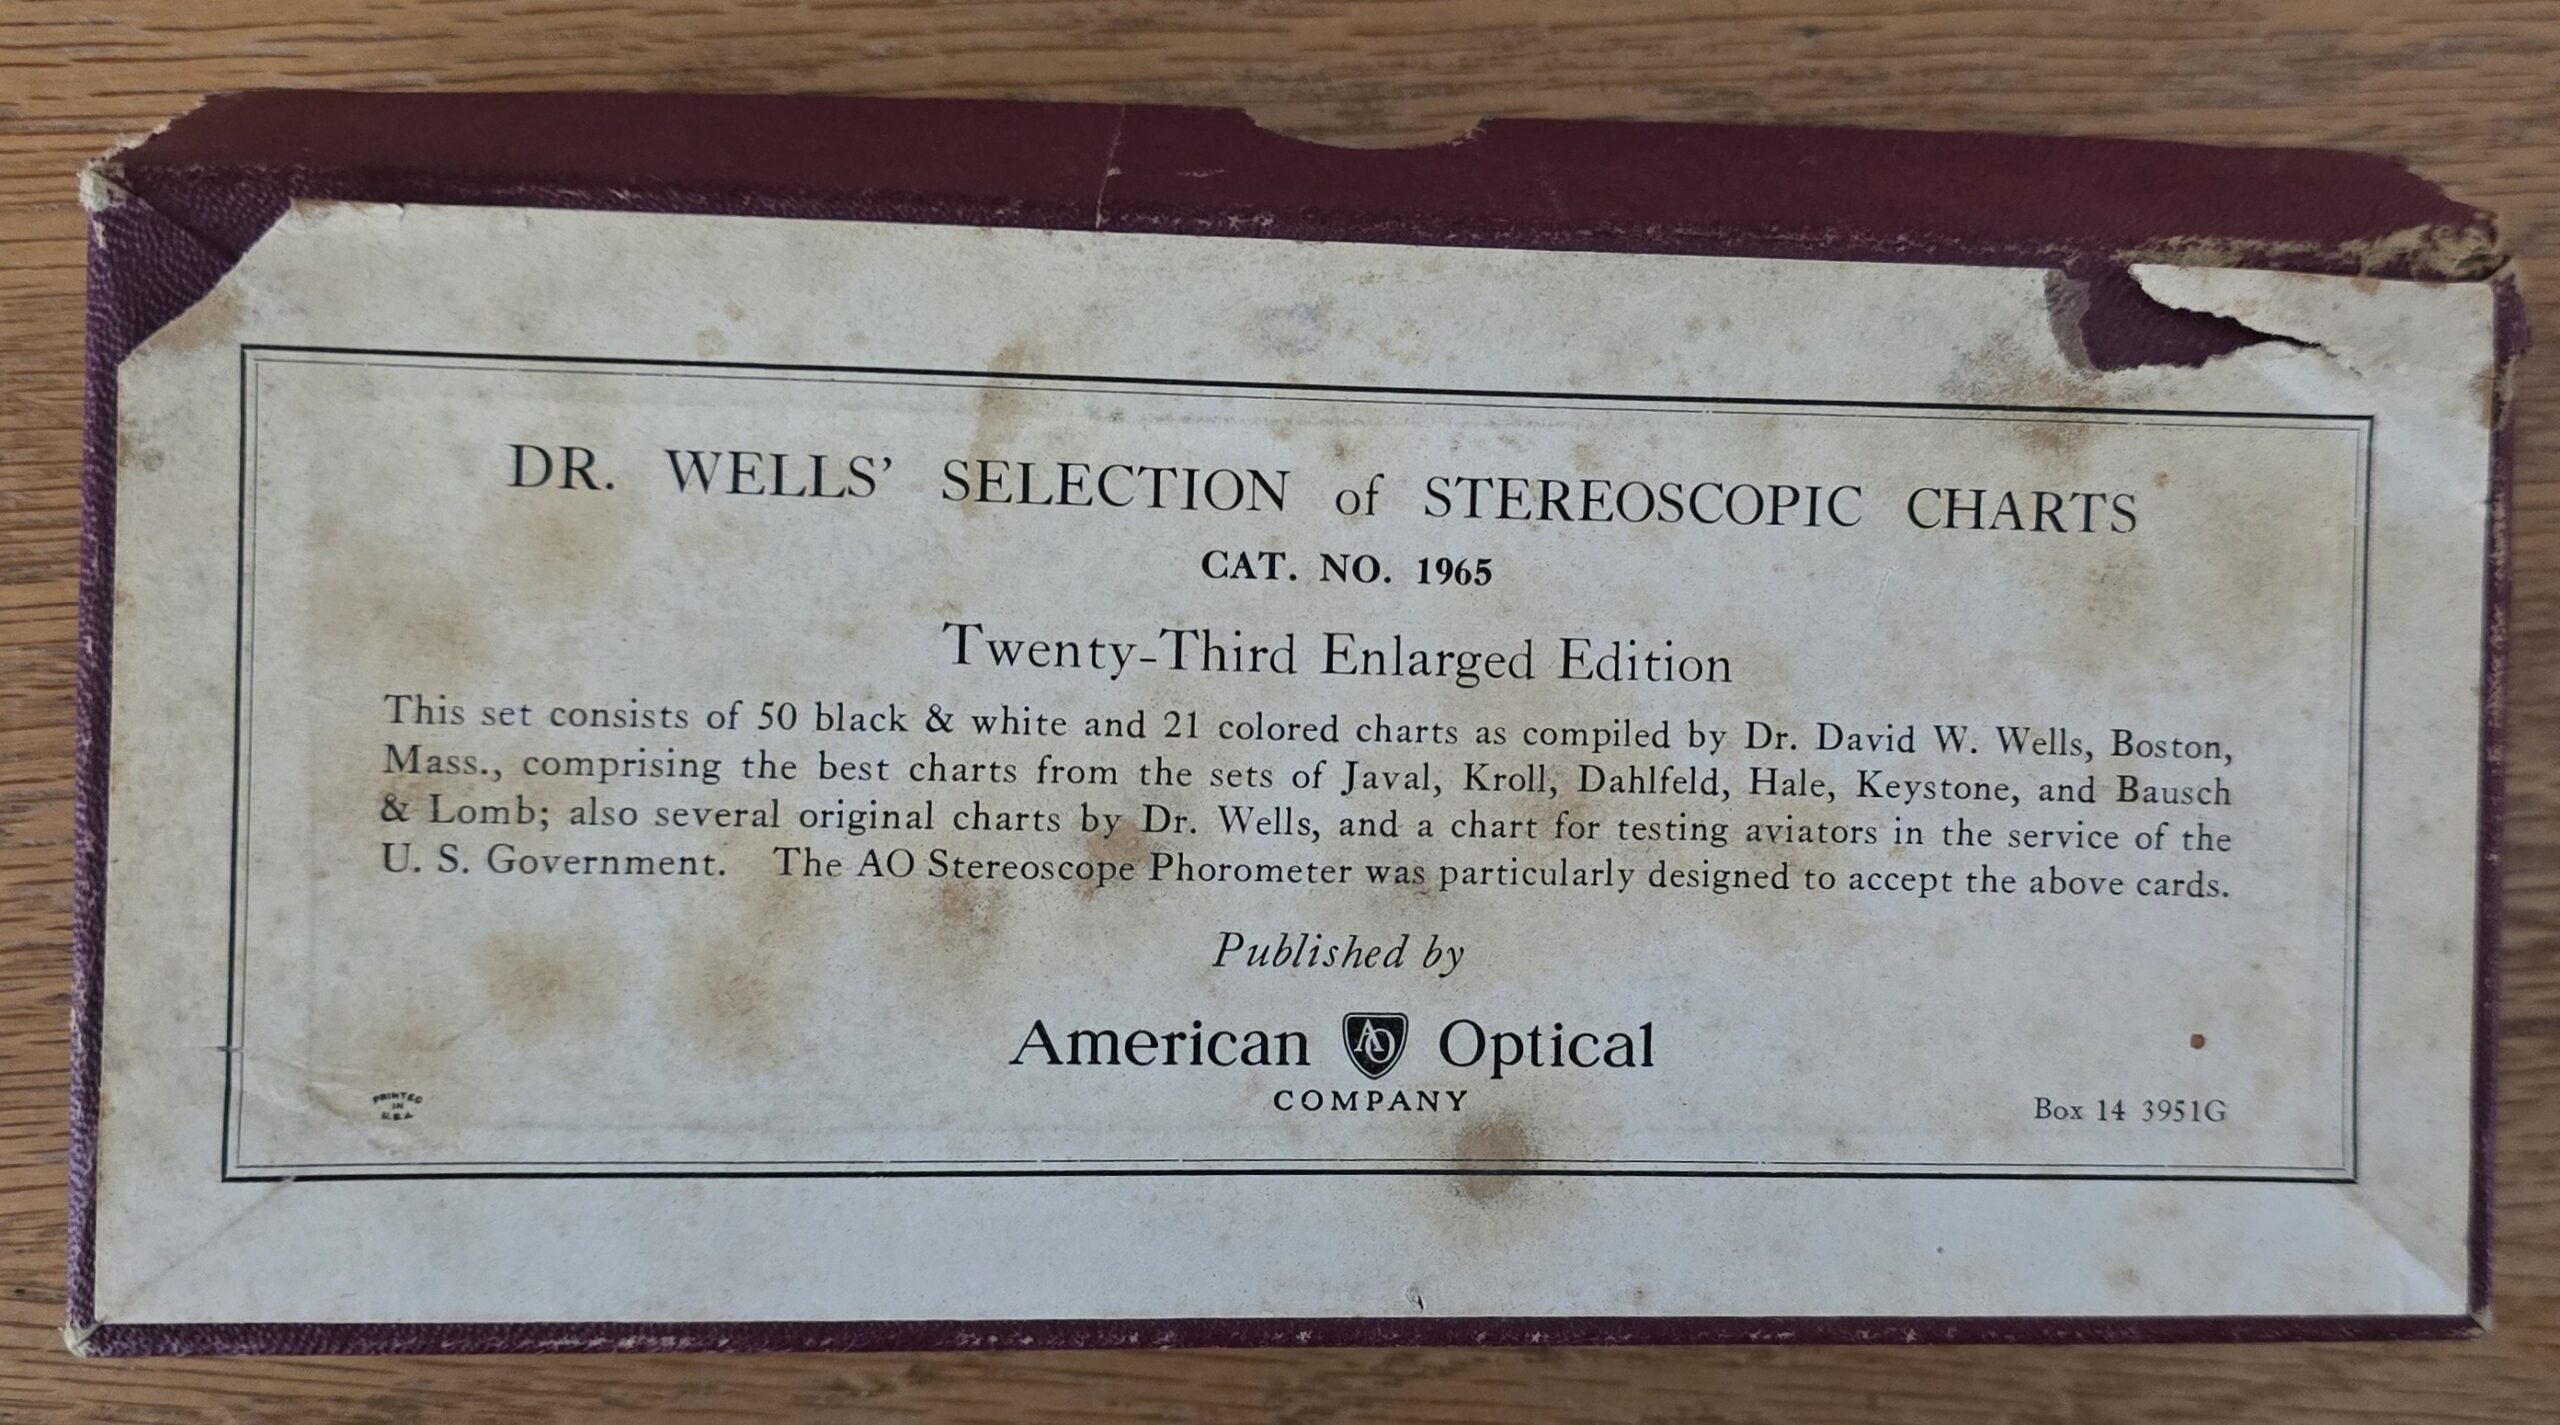 DR. WELLS' SELECTION of STEREOSCOPIC CHARTS
CAT. NO. 1965
Twenty-Third Enlarged Edition
This set consists of 50 black & white and 21 colored charts as compiled by Dr. David W. Wells, Boston,
Mass., comprising the best charts from the sets of Javal, Kroll, Dahlfeld, Hale, Keystone, and Bausch
& Lomb; also several original charts by Dr. Wells, and a chart for testing aviators in the service of the
U. S. Government. The AO Stereoscope Phorometer was particularly designed to accept the above cards.
Published by
American AO Optical
COMPANY
PRINTED
IN
U.S.A
Box 14 3951G